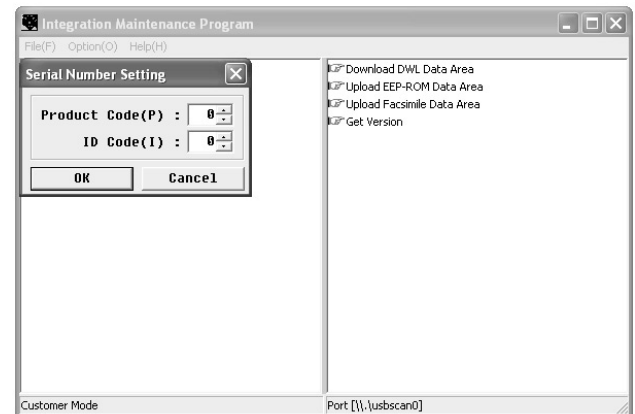 Integration Maintenance Program
File(F) Option(O) Help(H)
Serial Number Setting
Product Code(P) : 0
ID Code(I) : 0
OK Cancel
Download DWL Data Area
Upload EEP-ROM Data Area
Upload Facsimile Data Area
Get Version
Customer Mode
Port [\\.\usbscan0]